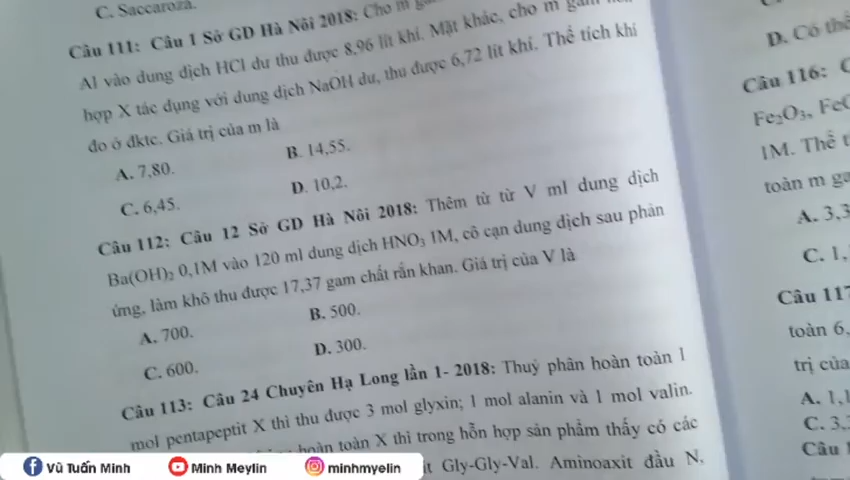 C. Saccaroza.
Câu 111: Câu 1 Sở GD Hà Nôi 2018: Cho m
Al vào dung dịch HCl dư thu được 8,96 lít khí. Mặt khác, cho m gam
hợp X tác dụng với dung dịch NaOH dư, thu được 6,72 lít khí. Thể tích khí
đo ở đktc. Giá trị của m là
A. 7,80.
B. 14,55.
C. 6,45.
D. 10,2.
Câu 112: Câu 12 Sở GD Hà Nôi 2018: Thêm từ từ V ml dung dịch
Ba(OH)₂ 0,1M vào 120 ml dung dịch HNO₃ 1M, cô cạn dung dịch sau phản
ứng, làm khô thu được 17,37 gam chất rắn khan. Giá trị của V là
A. 700.
B. 500.
C. 600.
D. 300.
Câu 113: Câu 24 Chuyên Hạ Long lần 1- 2018: Thuỷ phân hoàn toàn 1
mol pentapeptit X thì thu được 3 mol glyxin; 1 mol alanin và 1 mol valin.
hoàn toàn X thì trong hỗn hợp sản phẩm thấy có các
Gly-Gly-Val. Aminoaxit đầu N,
D. Có thể
Câu 116:
Fe₂O₃,
1M. Thể
toàn m
A. 3,3
C. 1,
Câu 117
toàn 6,
trị của
A. 1,1
C. 3,
Câu
Vũ Tuấn Minh
Minh Meylin
minhmyelin